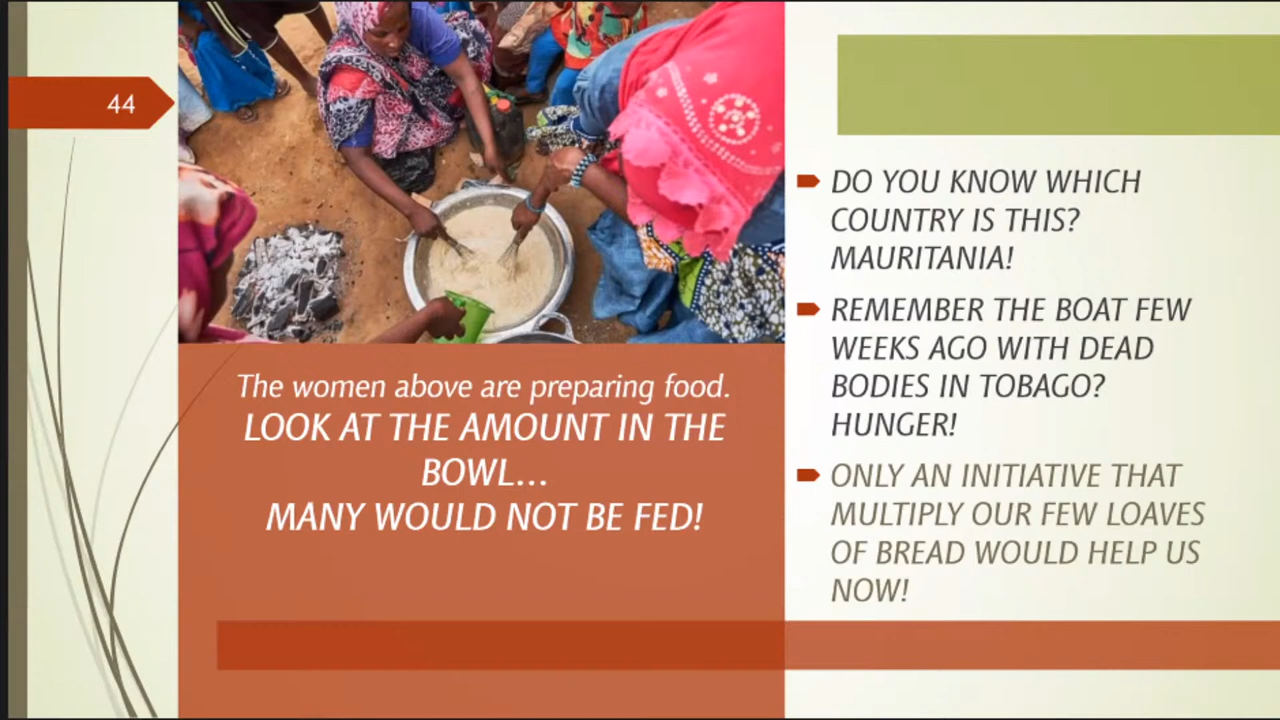 44
The women above are preparing food.
LOOK AT THE AMOUNT IN THE
BOWL...
MANY WOULD NOT BE FED!
DO YOU KNOW WHICH
COUNTRY IS THIS?
MAURITANIA!
REMEMBER THE BOAT FEW
WEEKS AGO WITH DEAD
BODIES IN TOBAGO?
HUNGER!
ONLY AN INITIATIVE THAT
MULTIPLY OUR FEW LOAVES
OF BREAD WOULD HELP US
NOW!